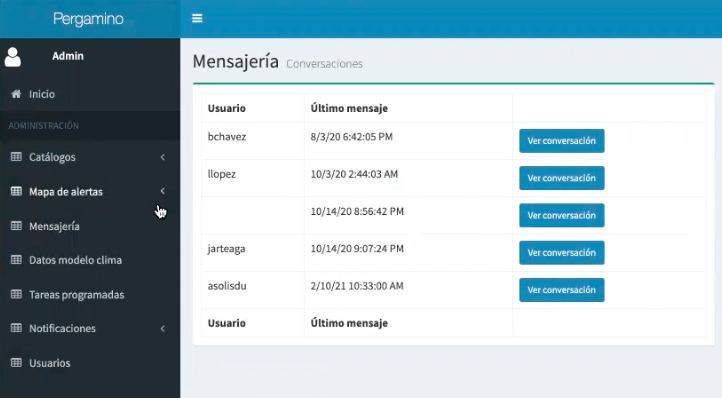 Pergamino
Admin
Inicio
ADMINISTRACIÓN
Catálogos
Mapa de alertas
Mensajería
Datos modelo clima
Tareas programadas
Notificaciones
Usuarios
Mensajería Conversaciones
Usuario Último mensaje
bchavez 8/3/20 6:42:05 PM Ver conversación
llopez 10/3/20 2:44:03 AM Ver conversación
10/14/20 8:56:42 PM Ver conversación
jarteaga 10/14/20 9:07:24 PM Ver conversación
asolisdu 2/10/21 10:33:00 AM Ver conversación
Usuario Último mensaje